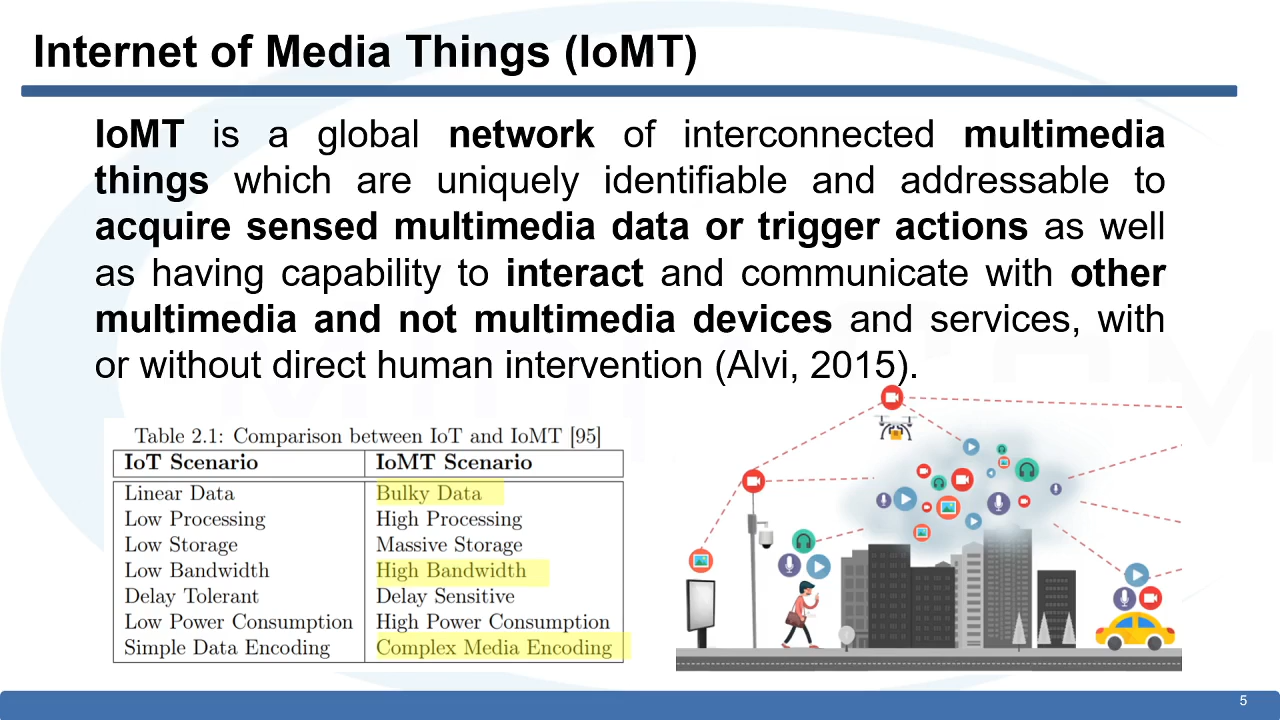 Internet of Media Things (IoMT)
IoMT is a global network of interconnected multimedia
things which are uniquely identifiable and addressable to
acquire sensed multimedia data or trigger actions as well
as having capability to interact and communicate with other
multimedia and not multimedia devices and services, with
or without direct human intervention (Alvi, 2015).
Table 2.1: Comparison between IoT and IoMT [95]
IoT Scenario IoMT Scenario
Linear Data Bulky Data
Low Processing High Processing
Low Storage Massive Storage
Low Bandwidth High Bandwidth
Delay Tolerant Delay Sensitive
Low Power Consumption High Power Consumption
Simple Data Encoding Complex Media Encoding
5